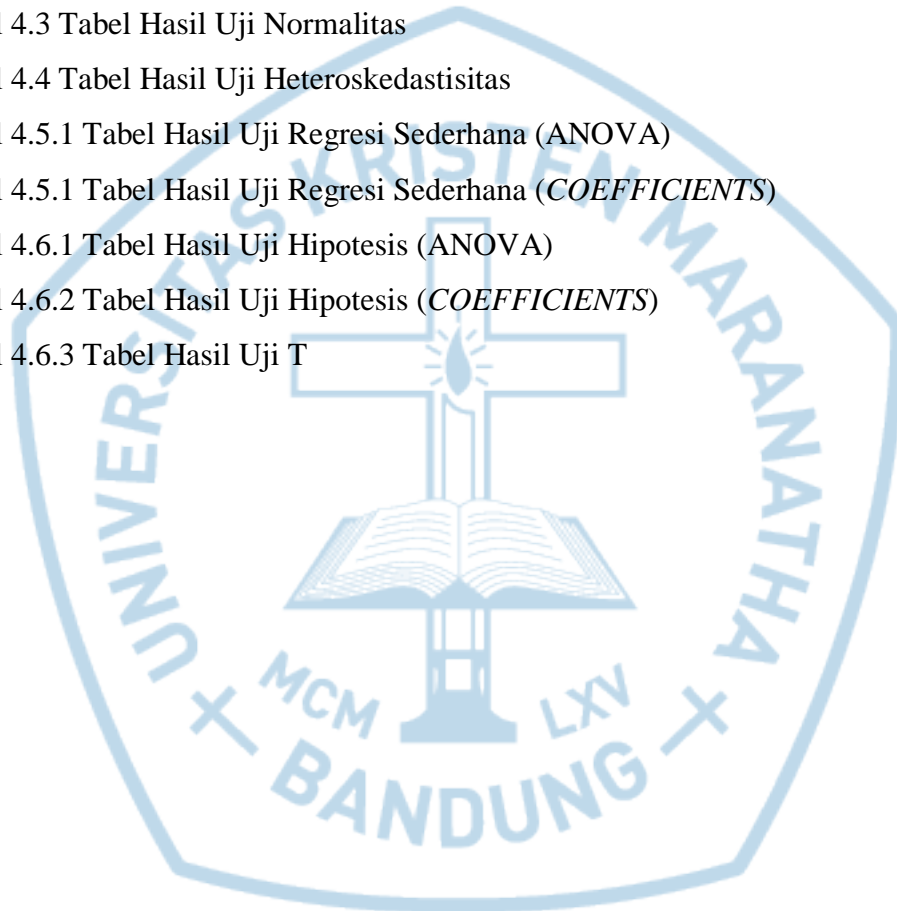 l 4.3 Tabel Hasil Uji Normalitas
l 4.4 Tabel Hasil Uji Heteroskedastisitas
l 4.5.1 Tabel Hasil Uji Regresi Sederhana (ANOVA)
l 4.5.1 Tabel Hasil Uji Regresi Sederhana (COEFFICIENTS)
l 4.6.1 Tabel Hasil Uji Hipotesis (ANOVA)
l 4.6.2 Tabel Hasil Uji Hipotesis (COEFFICIENTS)
l 4.6.3 Tabel Hasil Uji T
UNIVERSITAS KRISTEN MARANATHA
MCM LXV
BANDUNG